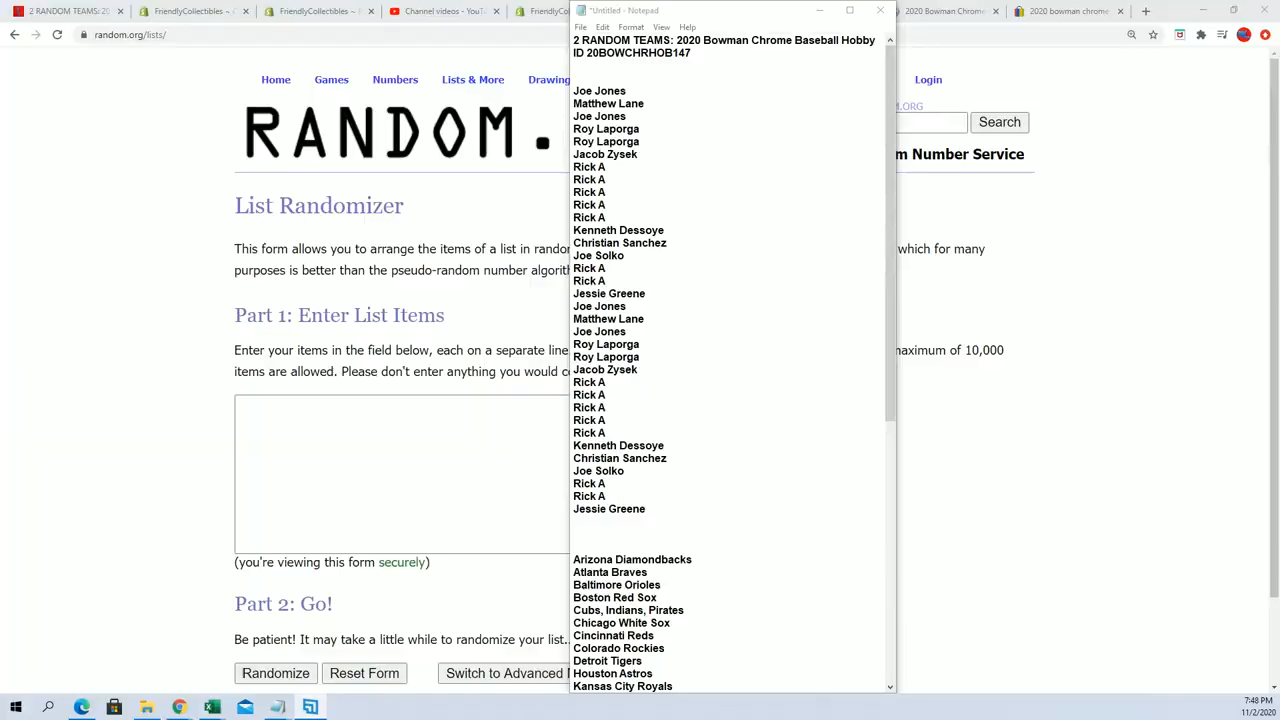 2 RANDOM TEAMS: 20
FriendlyCollectibles - c
FriendlyCollectibles - c
Channel videos - YouT
FriendlyCo
2020 Bowman Chrome
2020 bowman chrome
random.org/lists/
*Untitled - Notepad
File Edit Format View Help
Home Games Numbers Lists & More Drawing
Login
M.ORG
Search
RANDOM.
m Number Service
List Randomizer
This form allows you to arrange the items of a list in rando
which for many
purposes is better than the pseudo-random number algorith
Part 1: Enter List Items
Enter your items in the field below, each on a separate line
maximum of 10,000
items are allowed. Please don't enter anything you would c
(you're viewing this form securely)
Part 2: Go!
Be patient! It may take a little while to randomize your list..
Randomize Reset Form Switch to Advanced
2 RANDOM TEAMS: 2020 Bowman Chrome Baseball Hobby
ID 20BOWCHRHOB147
Joe Jones
Matthew Lane
Joe Jones
Roy Laporga
Roy Laporga
Jacob Zysek
Rick A
Rick A
Rick A
Rick A
Rick A
Kenneth Dessoye
Christian Sanchez
Joe Solko
Rick A
Rick A
Jessie Greene
Joe Jones
Matthew Lane
Joe Jones
Roy Laporga
Roy Laporga
Jacob Zysek
Rick A
Rick A
Rick A
Rick A
Rick A
Kenneth Dessoye
Christian Sanchez
Joe Solko
Rick A
Rick A
Jessie Greene
Arizona Diamondbacks
Atlanta Braves
Baltimore Orioles
Boston Red Sox
Cubs, Indians, Pirates
Chicago White Sox
Cincinnati Reds
Colorado Rockies
Detroit Tigers
Houston Astros
Kansas City Royals
7:48 PM
11/2/2020